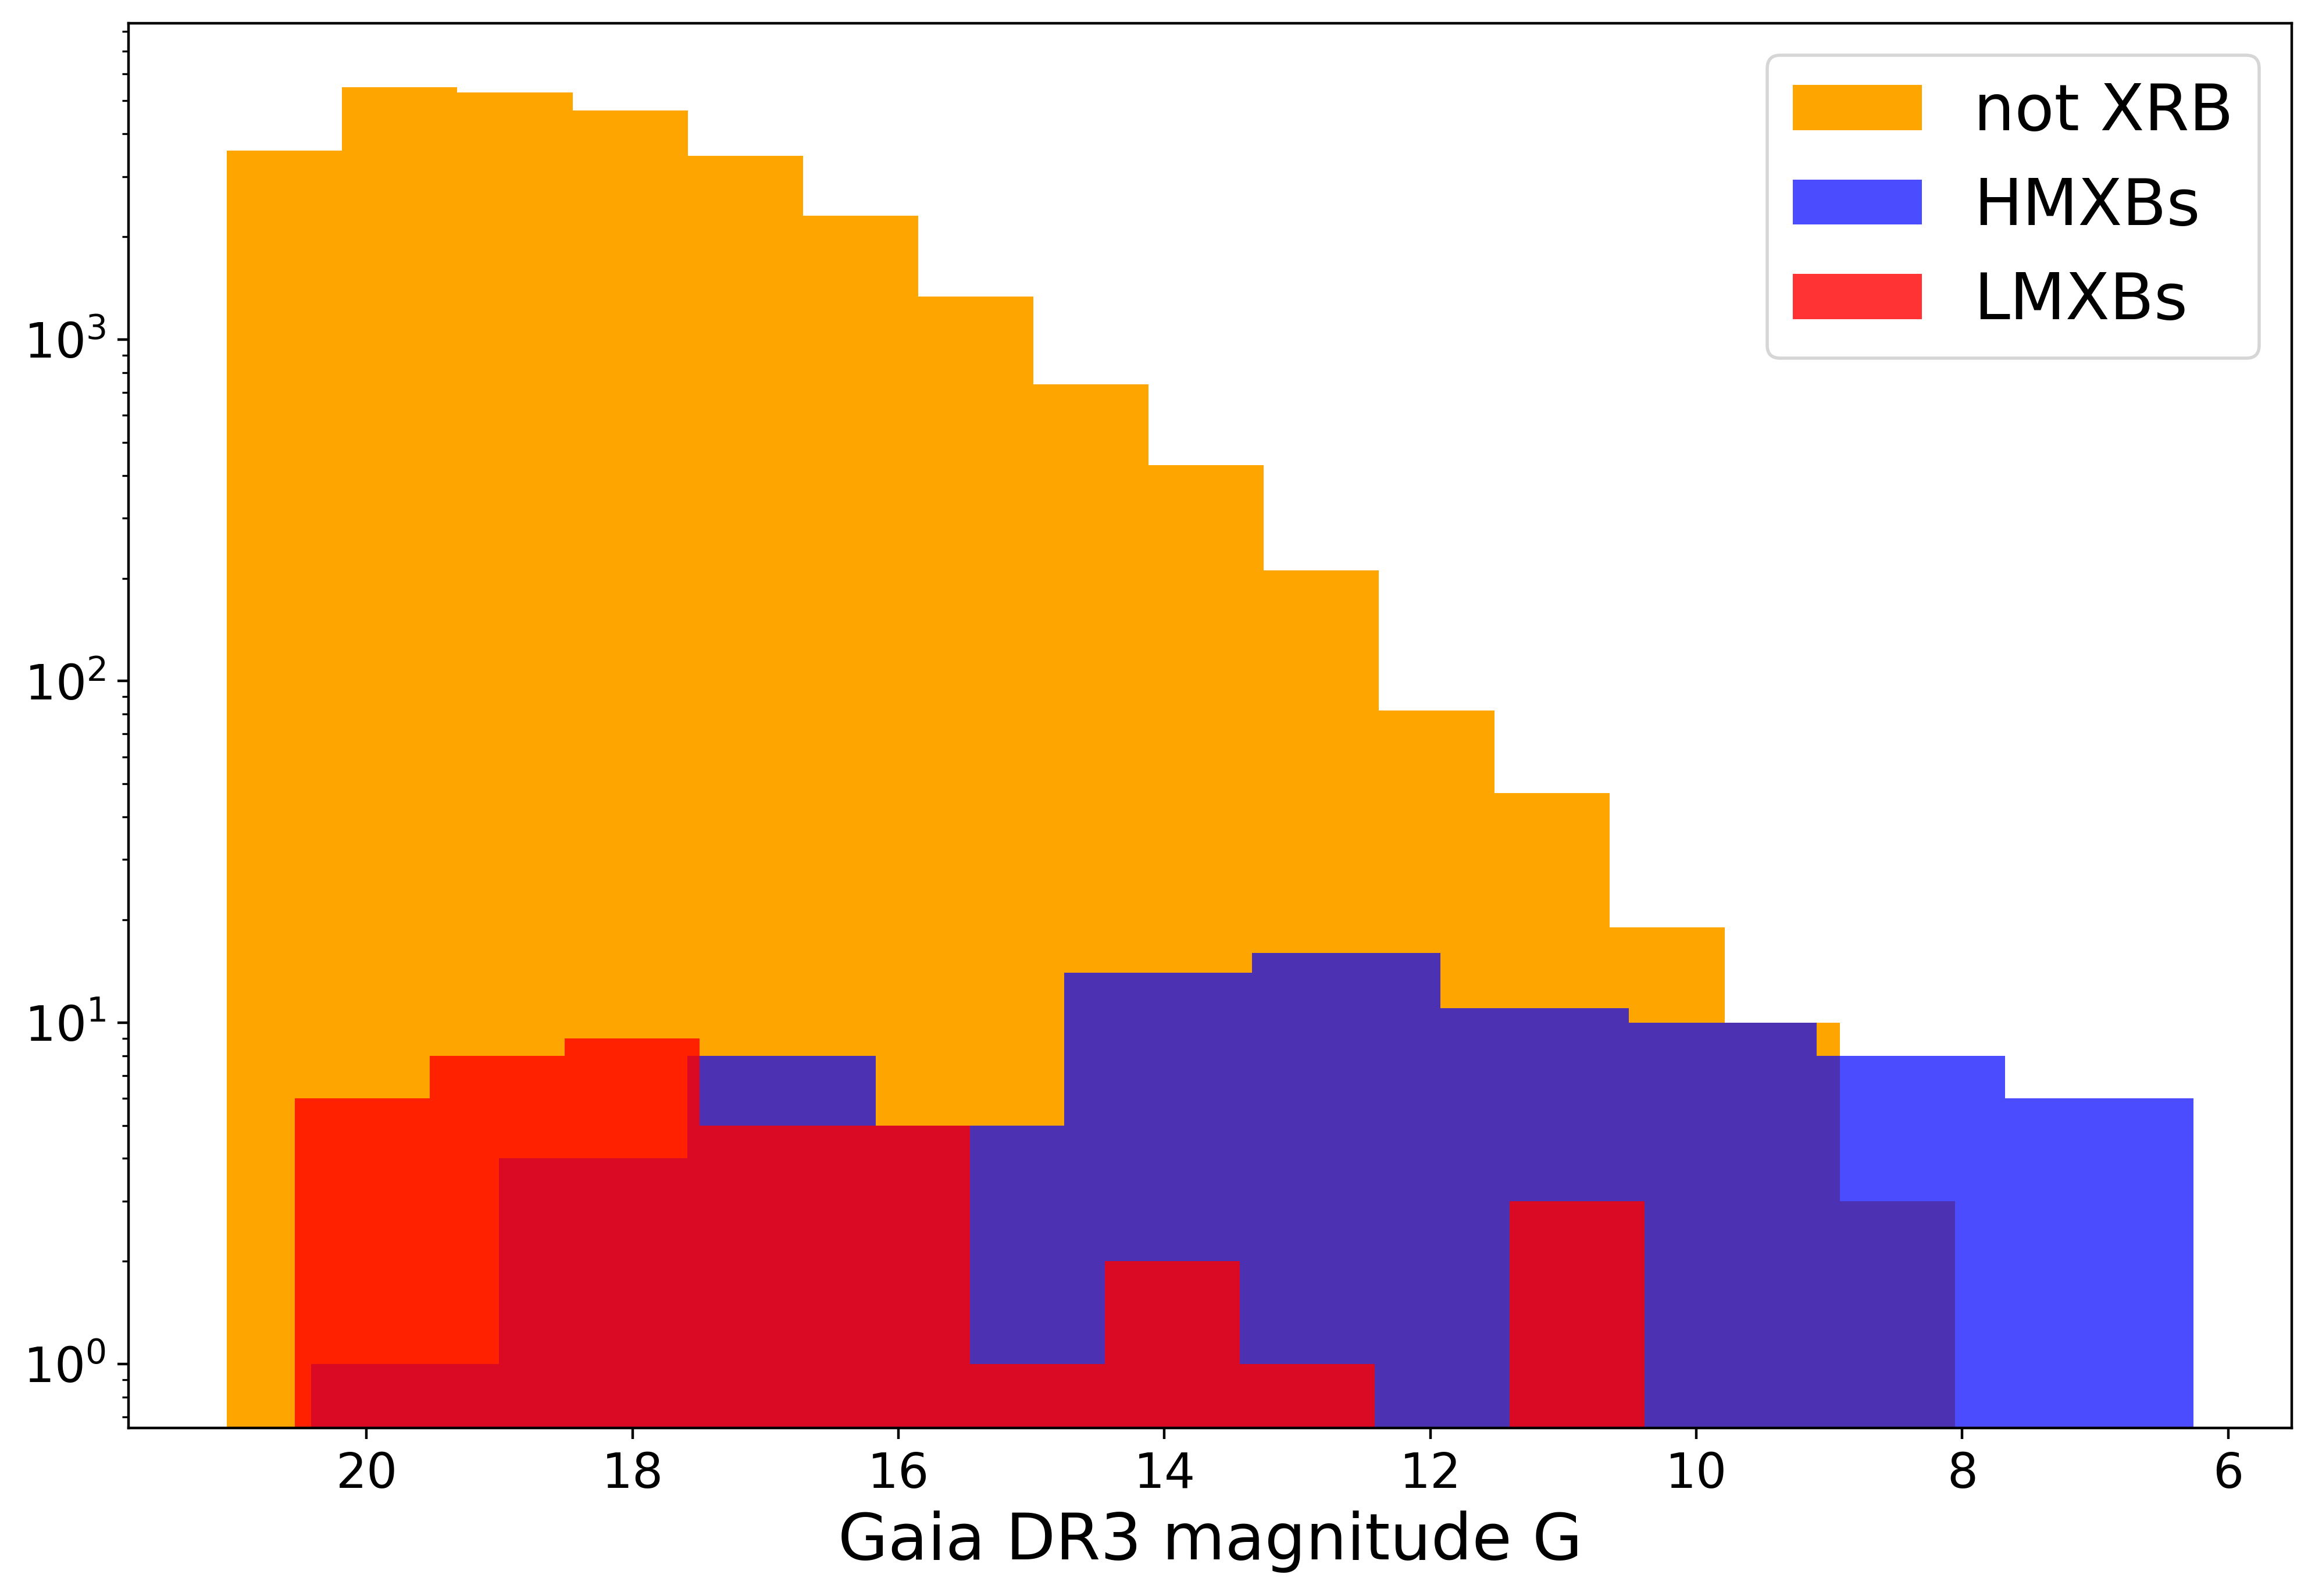 not XRB
HMXBs
LMXBs
10³
10²
10¹
10⁰
20 18 16 14 12 10 8 6
Gaia DR3 magnitude G